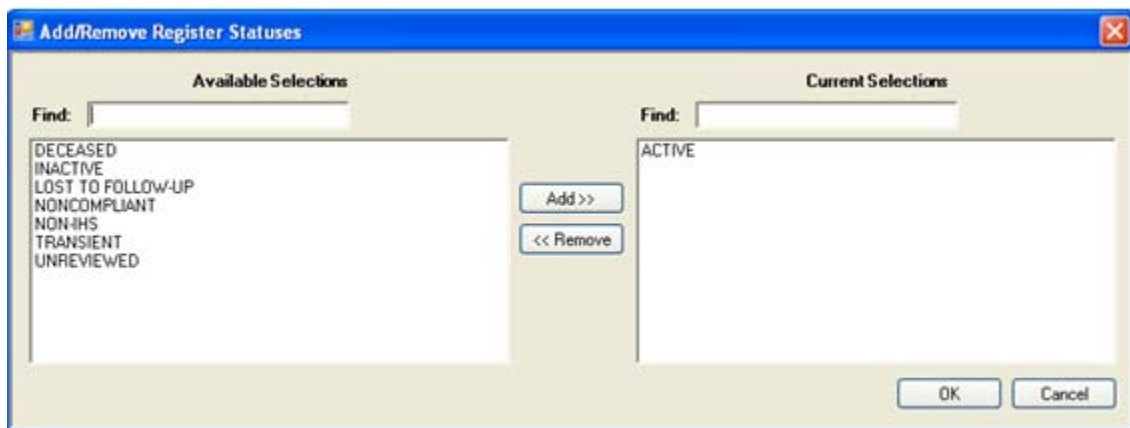 Add/Remove Register Statuses
Available Selections
Current Selections
Find:
Find:
DECEASED
INACTIVE
LOST TO FOLLOW-UP
NONCOMPLIANT
NON-IHS
TRANSIENT
UNREVIEWED
Add >>
<< Remove
ACTIVE
OK
Cancel